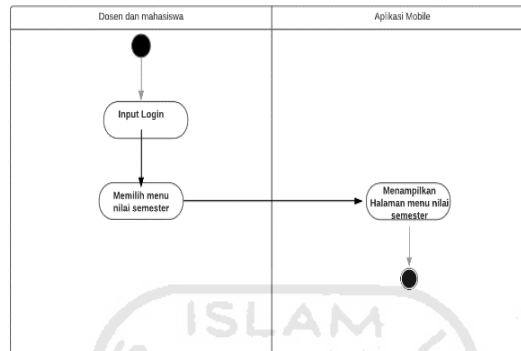 Dosen dan mahasiswa
Aplikasi Mobile
Input Login
Memilih menu
nilai semester
Menampilkan
Halaman menu nilai
semester
ISLAM